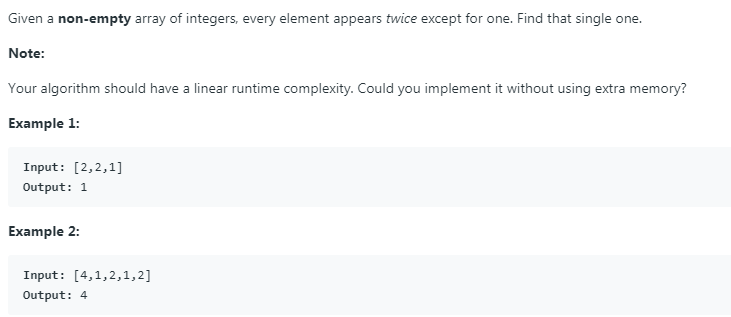 Given a non-empty array of integers, every element appears twice except for one. Find that single one.
Note:
Your algorithm should have a linear runtime complexity. Could you implement it without using extra memory?
Example 1:
Input: [2,2,1]
Output: 1
Example 2:
Input: [4,1,2,1,2]
Output: 4